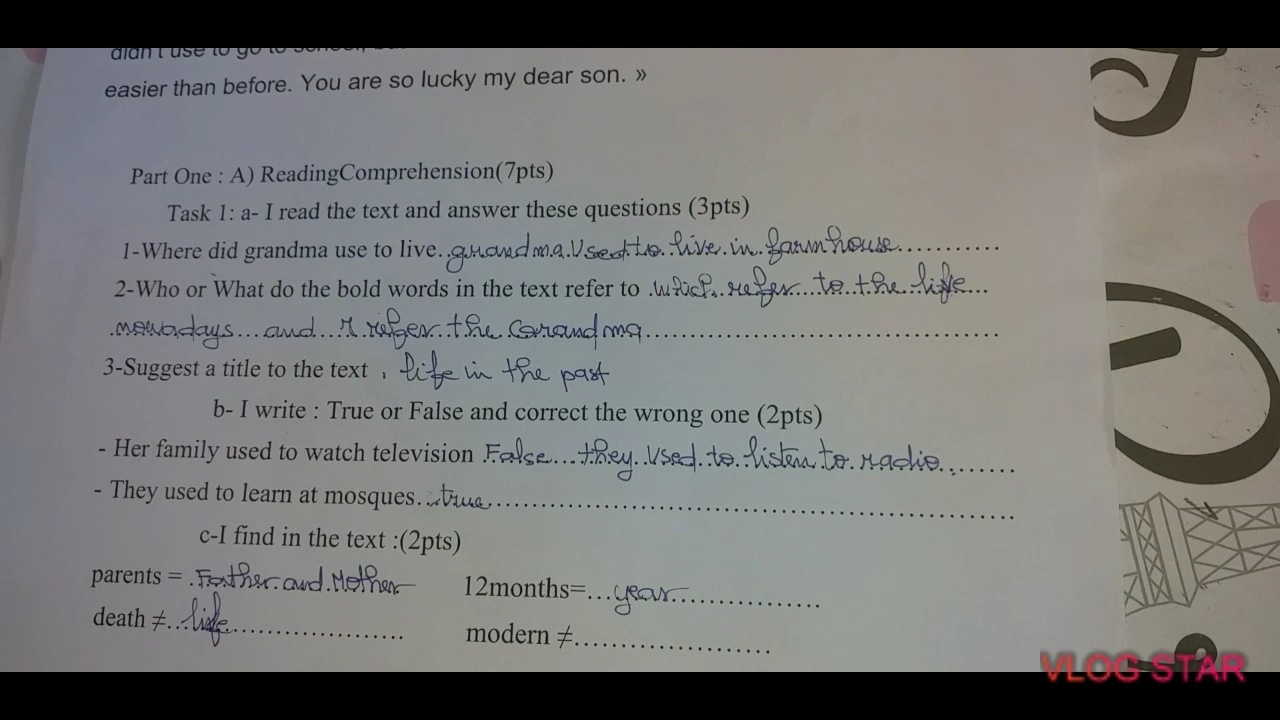 didn't use to go to school,
easier than before. You are so lucky my dear son. »
Part One : A) ReadingComprehension(7pts)
Task 1: a- I read the text and answer these questions (3pts)
1-Where did grandma use to live..grandma.Used.to.live.in.farmhouse...........
2-Who or What do the bold words in the text refer to .which..refer...to..the..life...
.nowadays...and...I refer..the Grandma...................................
3-Suggest a title to the text , life in the past
b- I write : True or False and correct the wrong one (2pts)
- Her family used to watch television .False...they..Used..to.listen to.radio.........
- They used to learn at mosques...true......................................................
c-I find in the text :(2pts)
parents = .Father.and.Mother 12months=...year...............
death ≠...life.................... modern ≠......................
VLOG STAR